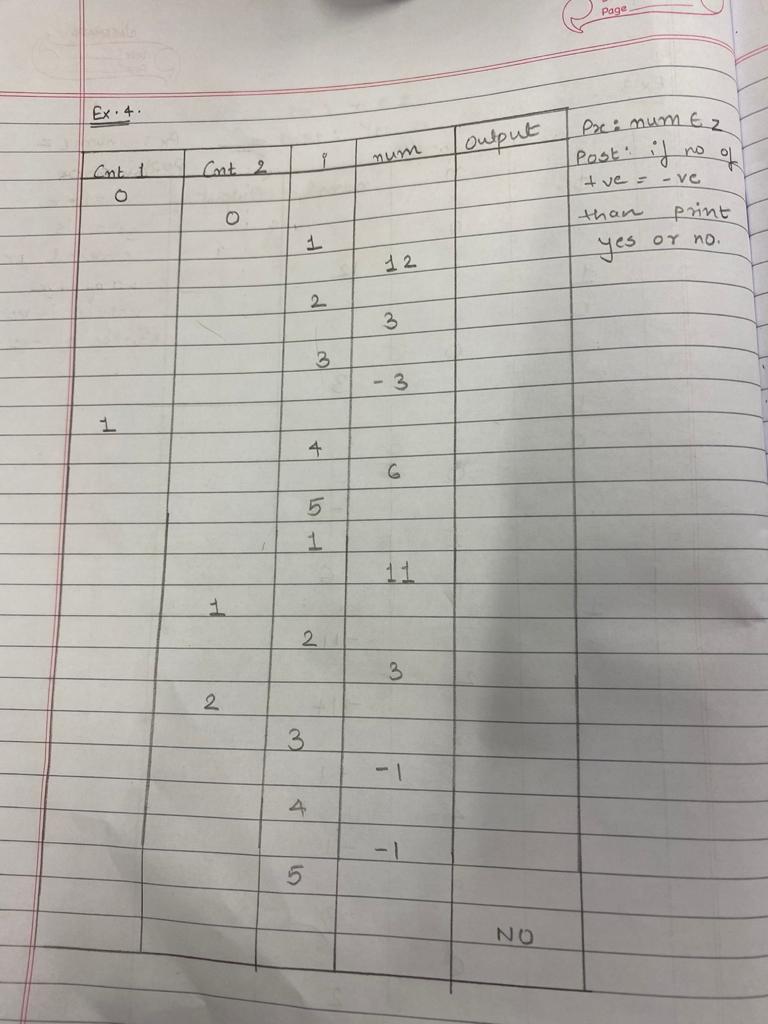 Page
Ex. 4.
Cnt 1 Cnt 2 i num Output
0
0
1
12
2
3
3
-3
1
4
6
5
1
11
1
2
3
2
3
-1
4
-1
5
NO
Pre: num ∈ Z
Post: if no of
+ve = -ve
than print
yes or no.